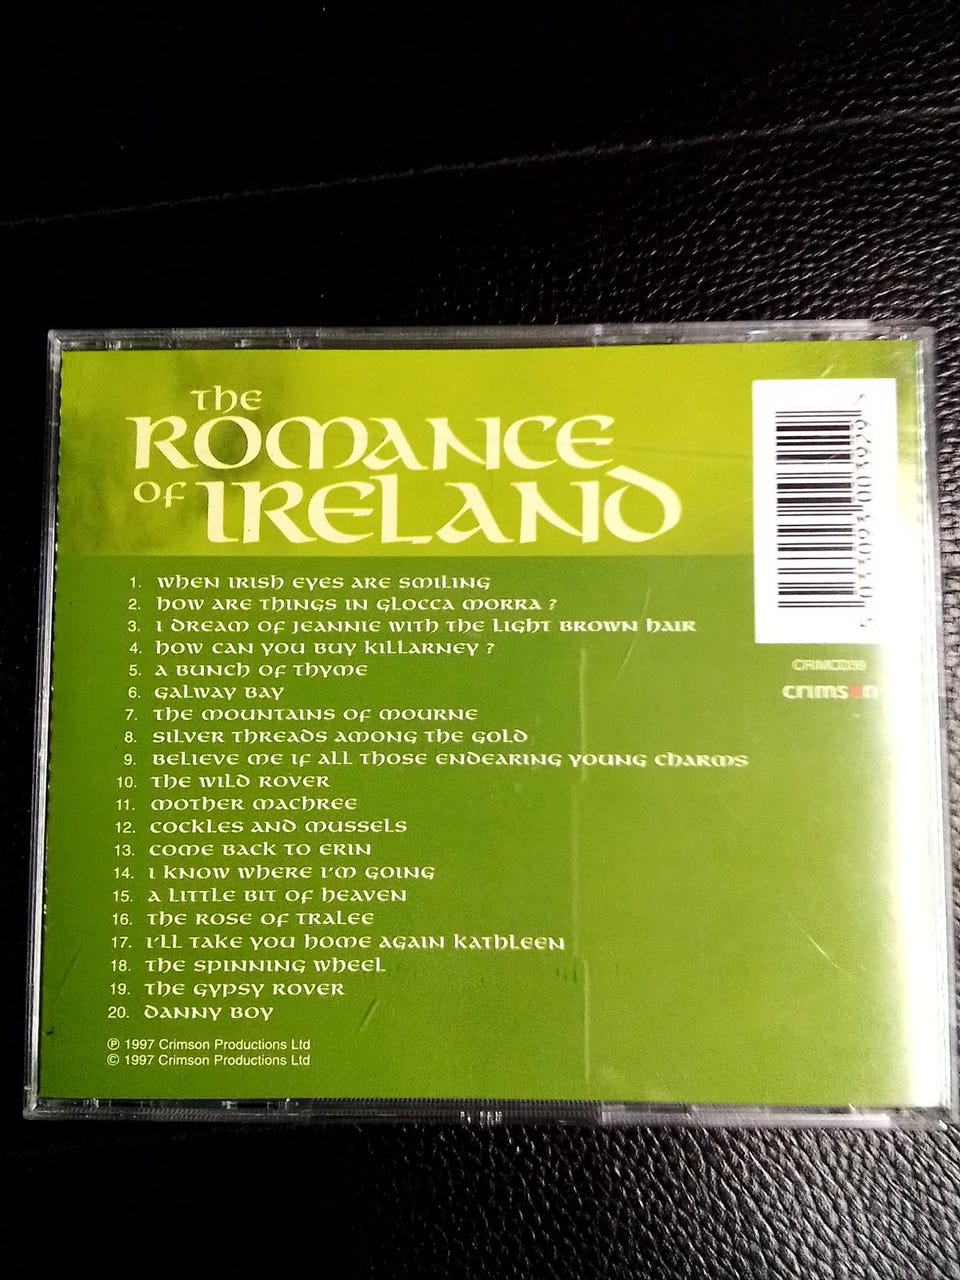 THE
ROMANCE
OF IRELAND
1. WHEN IRISH EYES ARE SMILING
2. HOW ARE THINGS IN GLOCCA MORRA ?
3. I DREAM OF JEANNIE WITH THE LIGHT BROWN HAIR
4. HOW CAN YOU BUY KILLARNEY ?
5. A BUNCH OF THYME
6. GALWAY BAY
7. THE MOUNTAINS OF MOURNE
8. SILVER THREADS AMONG THE GOLD
9. BELIEVE ME IF ALL THOSE ENDEARING YOUNG CHARMS
10. THE WILD ROVER
11. MOTHER MACHREE
12. COCKLES AND MUSSELS
13. COME BACK TO ERIN
14. I KNOW WHERE I'M GOING
15. A LITTLE BIT OF HEAVEN
16. THE ROSE OF TRALEE
17. I'LL TAKE YOU HOME AGAIN KATHLEEN
18. THE SPINNING WHEEL
19. THE GYPSY ROVER
20. DANNY BOY
℗ 1997 Crimson Productions Ltd
© 1997 Crimson Productions Ltd
crimson